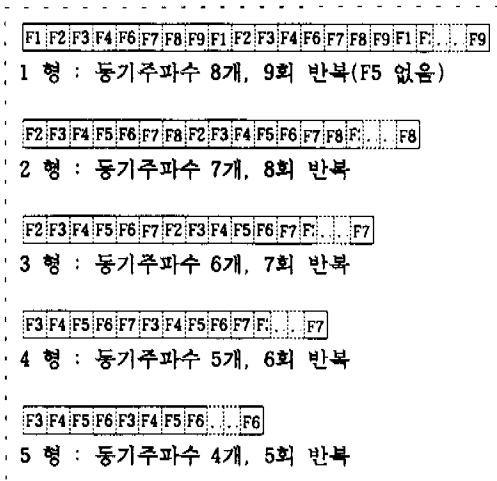 F1 F2 F3 F4 F6 F7 F8 F9 F1 F2 F3 F4 F6 F7 F8 F9 F1 F: ... F9
1 형 : 동기주파수 8개, 9회 반복(F5 없음)
F2 F3 F4 F5 F6 F7 F8 F2 F3 F4 F5 F6 F7 F8 F: ... F8
2 형 : 동기주파수 7개, 8회 반복
F2 F3 F4 F5 F6 F7 F2 F3 F4 F5 F6 F7 F: ... F7
3 형 : 동기주파수 6개, 7회 반복
F3 F4 F5 F6 F7 F3 F4 F5 F6 F7 F: ... F7
4 형 : 동기주파수 5개, 6회 반복
F3 F4 F5 F6 F3 F4 F5 F6 ... F6
5 형 : 동기주파수 4개, 5회 반복